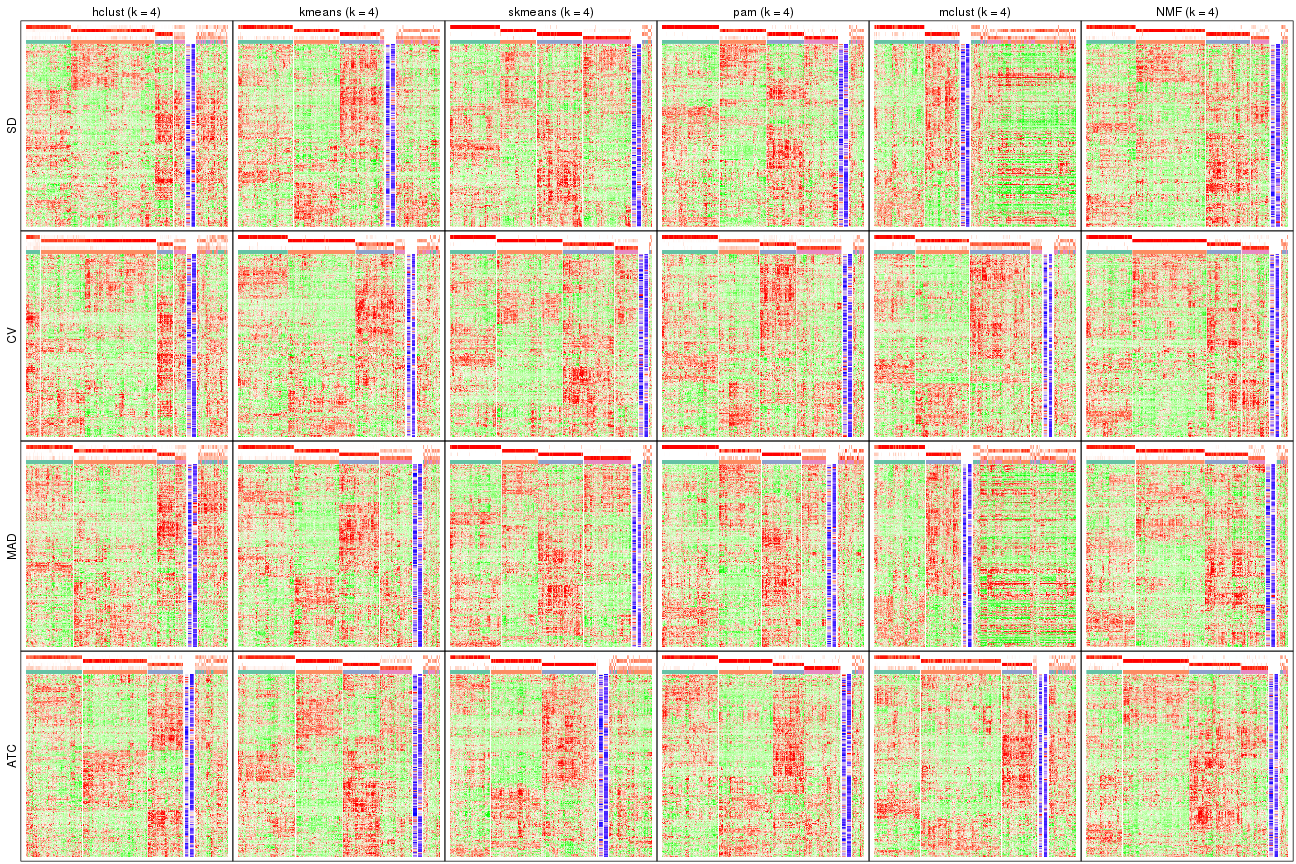 hclust (k = 4) kmeans (k = 4) skmeans (k = 4) pam (k = 4) mclust (k = 4) NMF (k = 4)
SD
CV
MAD
ATC